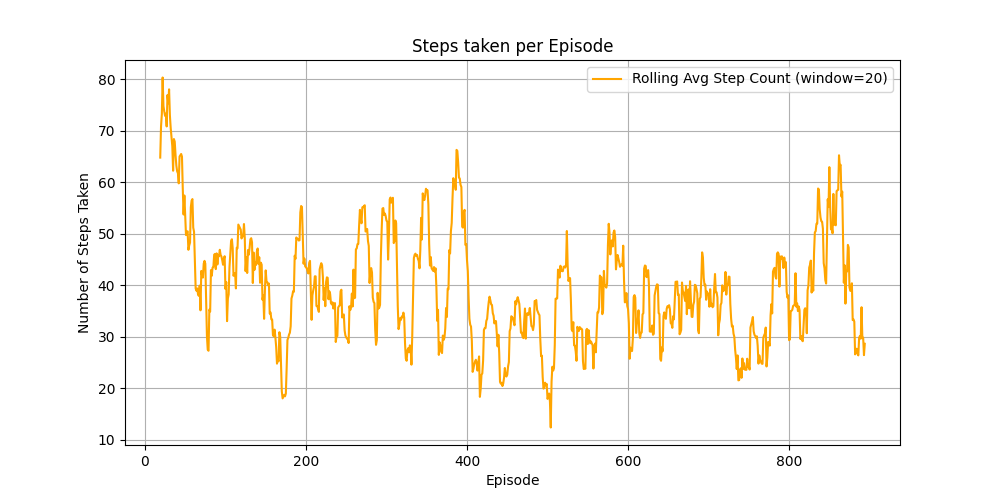 Steps taken per Episode
Rolling Avg Step Count (window=20)
Number of Steps Taken
80
70
60
50
40
30
20
10
0 200 400 600 800
Episode